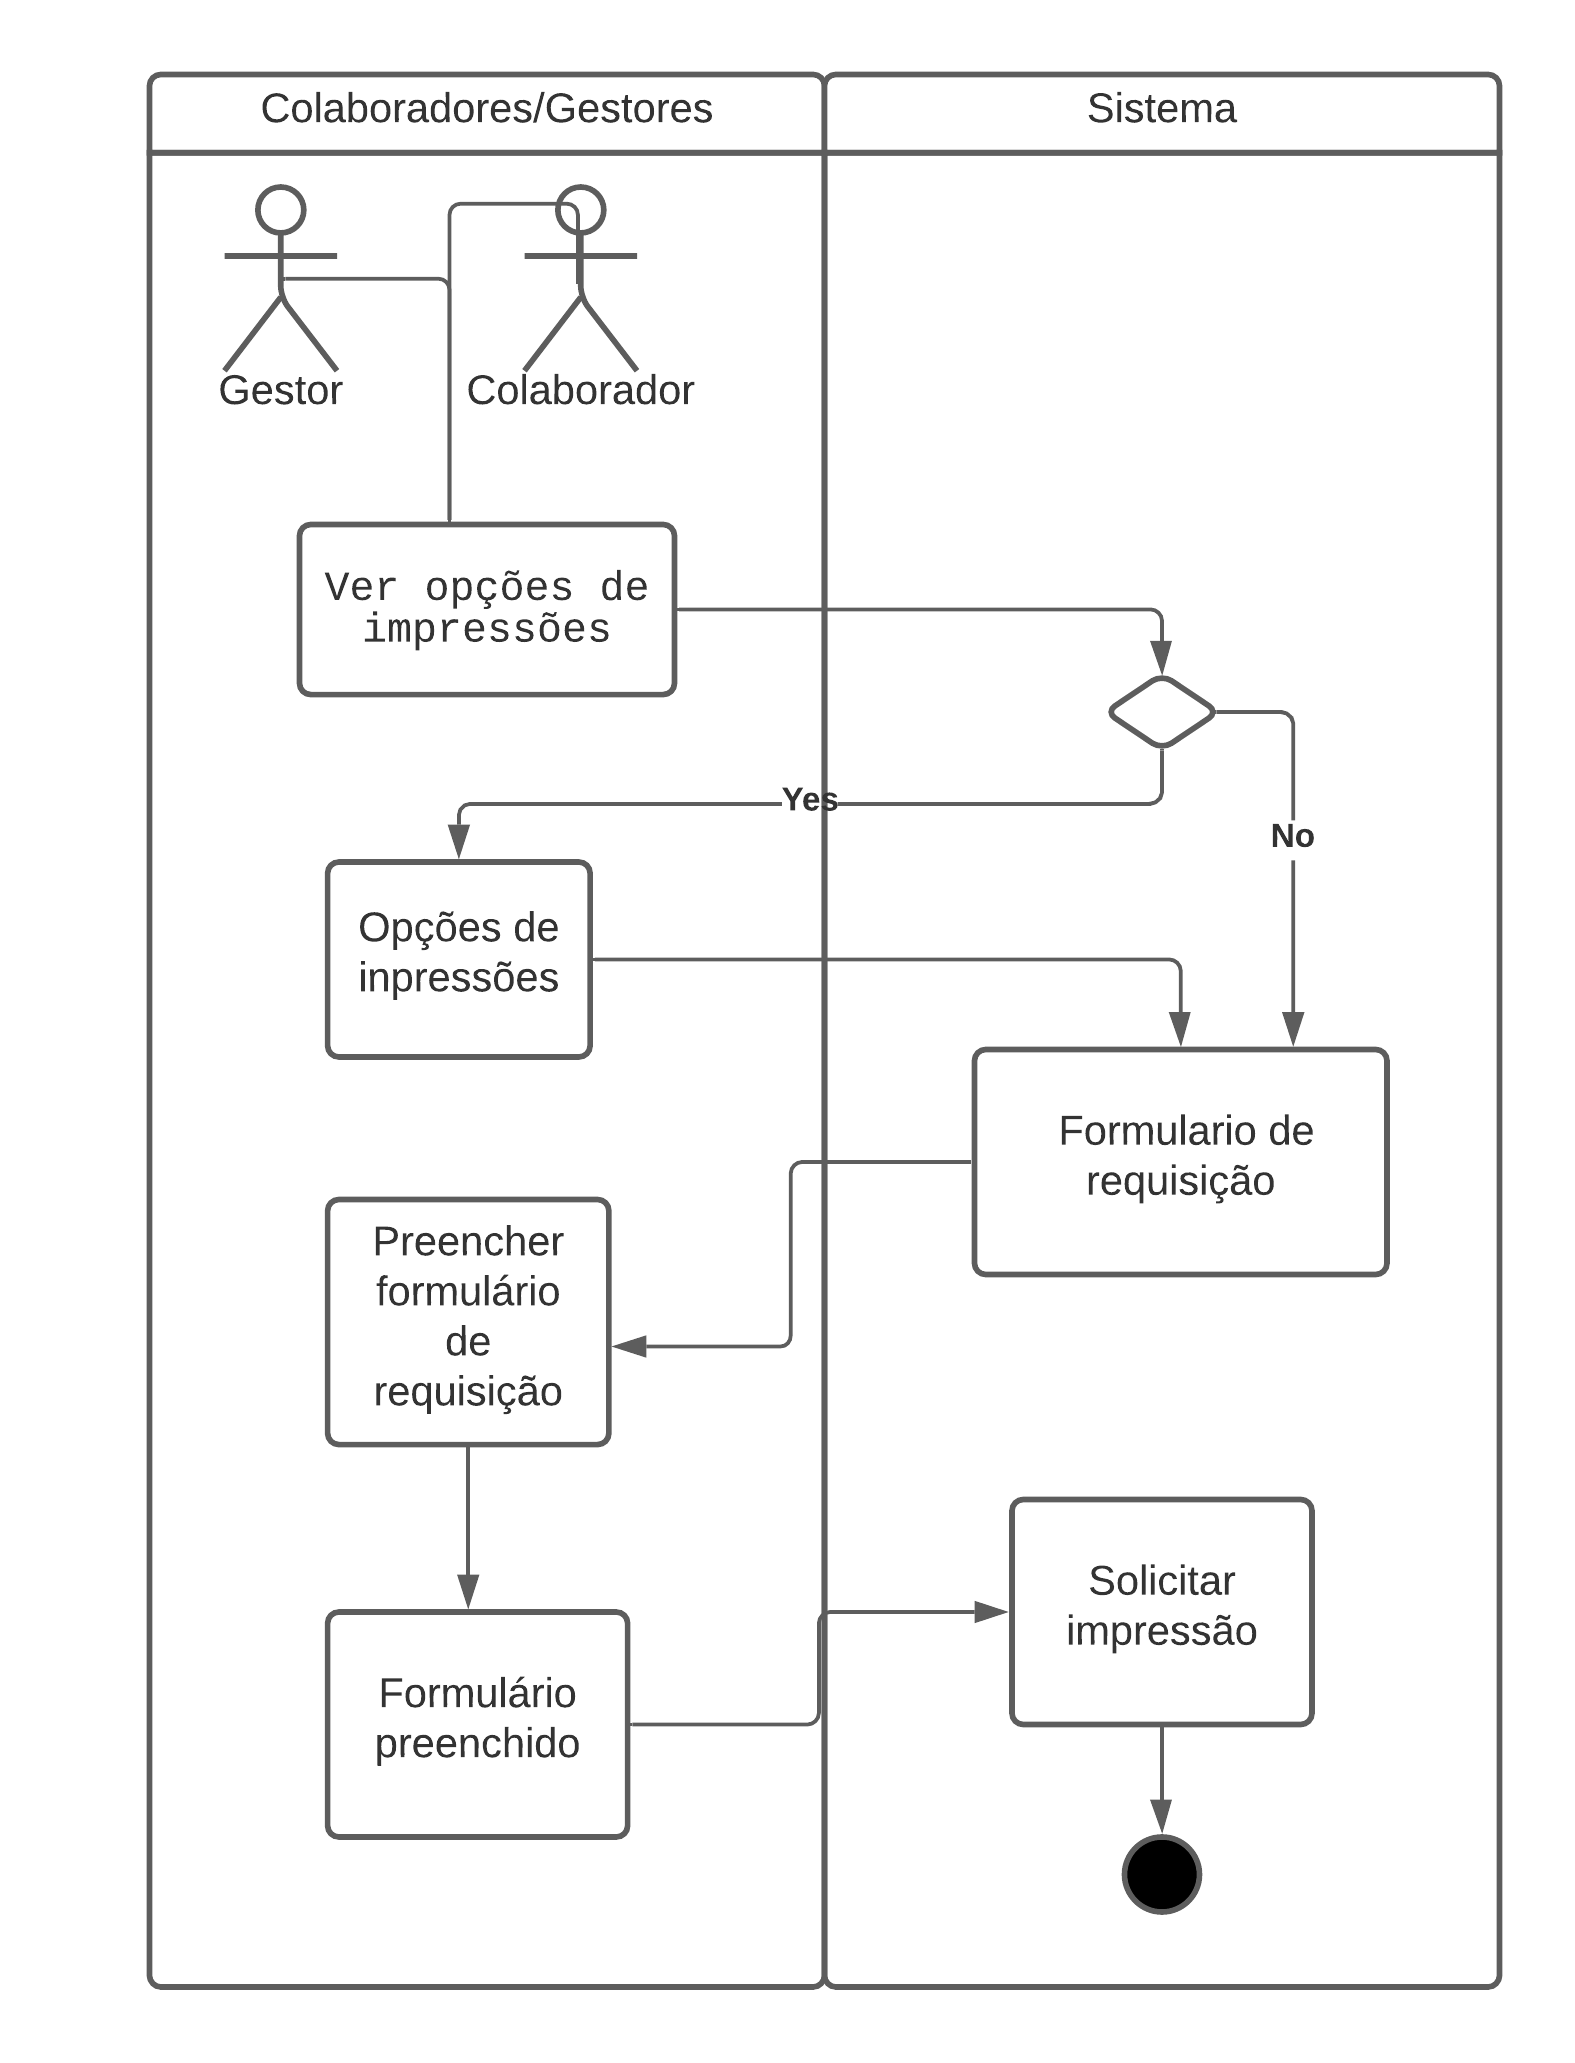 Colaboradores/Gestores
Sistema
Gestor
Colaborador
Ver opções de
impressões
Yes
No
Opções de
inpressões
Formulario de
requisição
Preencher
formulário
de
requisição
Solicitar
impressão
Formulário
preenchido